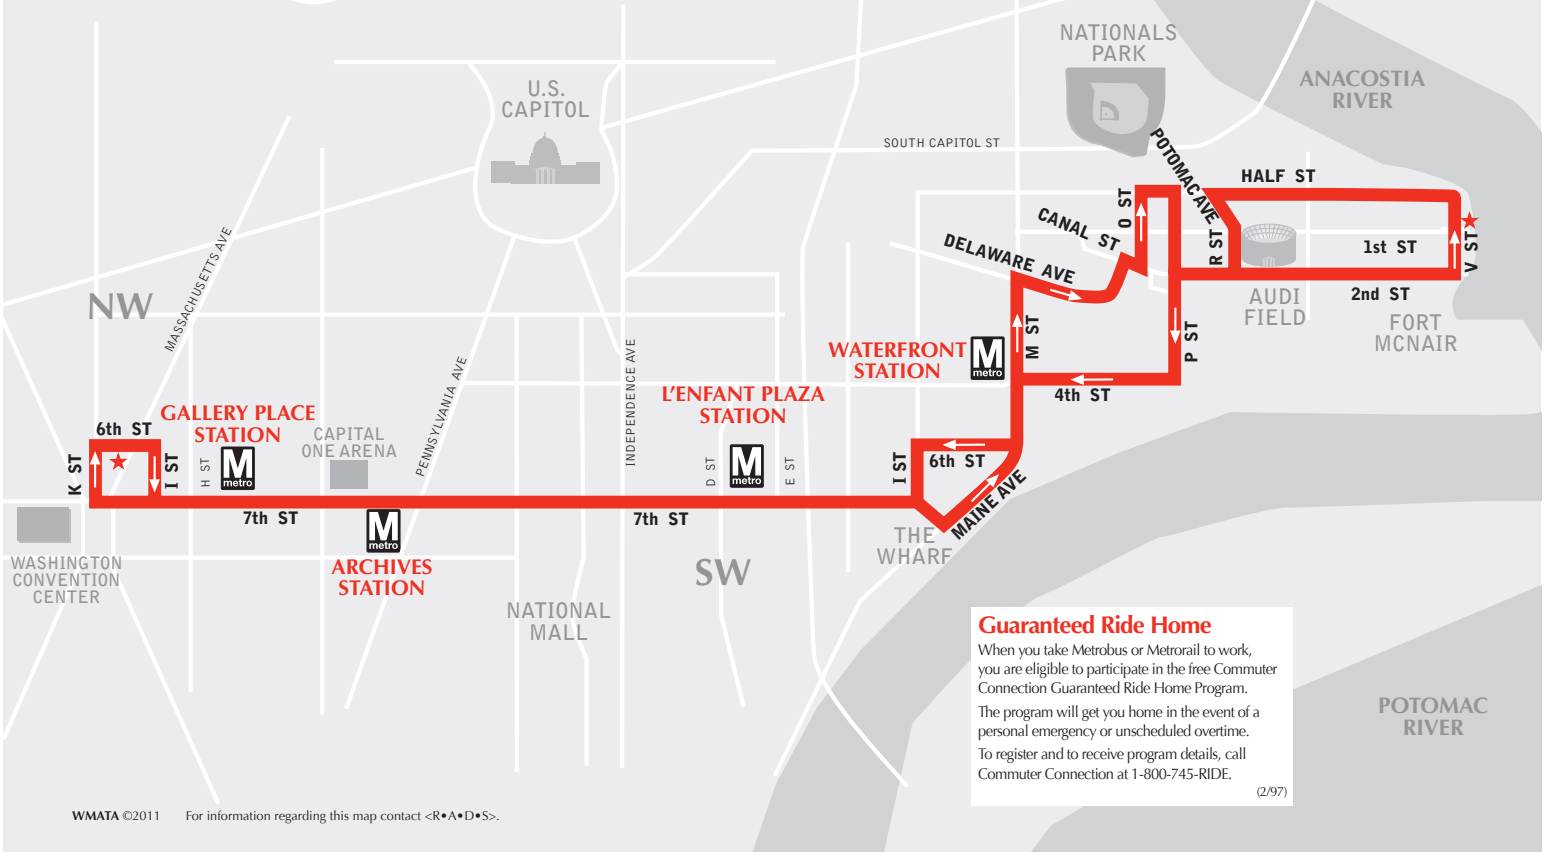 NATIONALS
PARK
ANACOSTIA
RIVER
U.S.
CAPITOL
SOUTH CAPITOL ST
POTOMAC AVE
HALF ST
O ST
CANAL ST
DELAWARE AVE
R ST
1st ST
V ST
2nd ST
AUDI
FIELD
FORT
MCNAIR
NW
MASSACHUSETTS AVE
PENNSYLVANIA AVE
INDEPENDENCE AVE
WATERFRONT
STATION
M
metro
M ST
P ST
4th ST
L'ENFANT PLAZA
STATION
D ST
M
metro
E ST
GALLERY PLACE
STATION
6th ST
K ST
I ST
H ST
M
metro
CAPITAL
ONE ARENA
I ST
6th ST
MAINE AVE
7th ST
7th ST
M
metro
ARCHIVES
STATION
THE
WHARF
SW
WASHINGTON
CONVENTION
CENTER
NATIONAL
MALL
Guaranteed Ride Home
When you take Metrobus or Metrorail to work,
you are eligible to participate in the free Commuter
Connection Guaranteed Ride Home Program.
The program will get you home in the event of a
personal emergency or unscheduled overtime.
To register and to receive program details, call
Commuter Connection at 1-800-745-RIDE.
(2/97)
POTOMAC
RIVER
WMATA ©2011 For information regarding this map contact <R•A•D•S>.